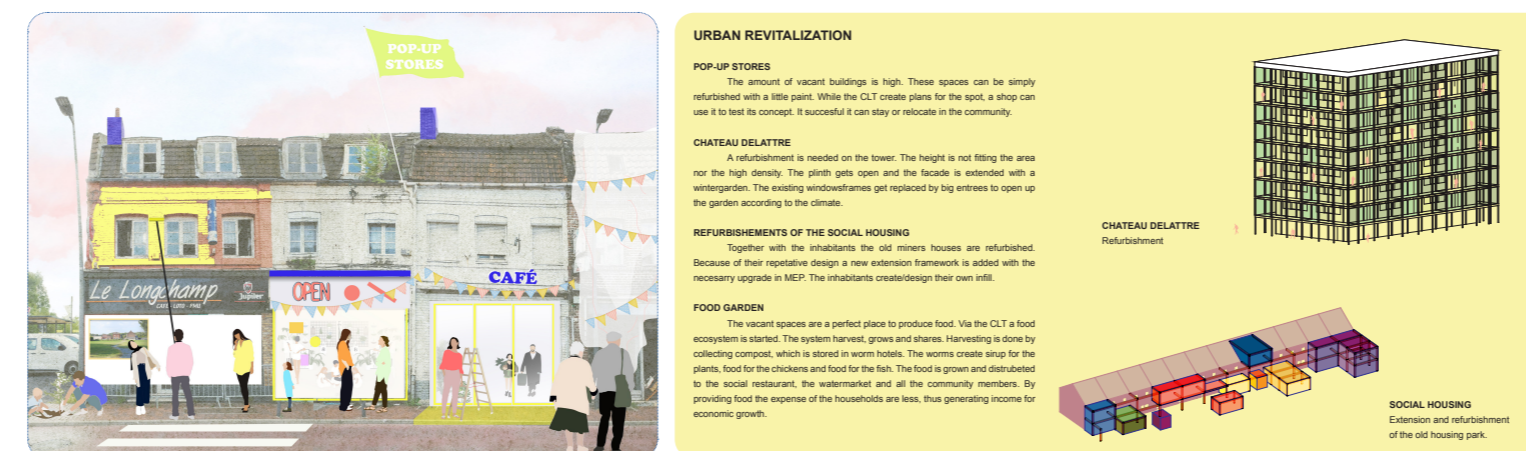 POP-UP
STORES
Le Longchamp
CAFE - LOTO - PMU
Jupiler
OPEN
CAFÉ
URBAN REVITALIZATION
POP-UP STORES
The amount of vacant buildings is high. These spaces can be simply
refurbished with a little paint. While the CLT create plans for the spot, a shop can
use it to test its concept. It succesful it can stay or relocate in the community.
CHATEAU DELATTRE
A refurbishment is needed on the tower. The height is not fitting the area
nor the high density. The plinth gets open and the facade is extended with a
wintergarden. The existing windowsframes get replaced by big entrees to open up
the garden according to the climate.
REFURBISHEMENTS OF THE SOCIAL HOUSING
Together with the inhabitants the old miners houses are refurbished.
Because of their repetative design a new extension framework is added with the
necesarry upgrade in MEP. The inhabitants create/design their own infill.
FOOD GARDEN
The vacant spaces are a perfect place to produce food. Via the CLT a food
ecosystem is started. The system harvest, grows and shares. Harvesting is done by
collecting compost, which is stored in worm hotels. The worms create sirup for the
plants, food for the chickens and food for the fish. The food is grown and distrubeted
to the social restaurant, the watermarket and all the community members. By
providing food the expense of the households are less, thus generating income for
economic growth.
CHATEAU DELATTRE
Refurbishment
SOCIAL HOUSING
Extension and refurbishment
of the old housing park.